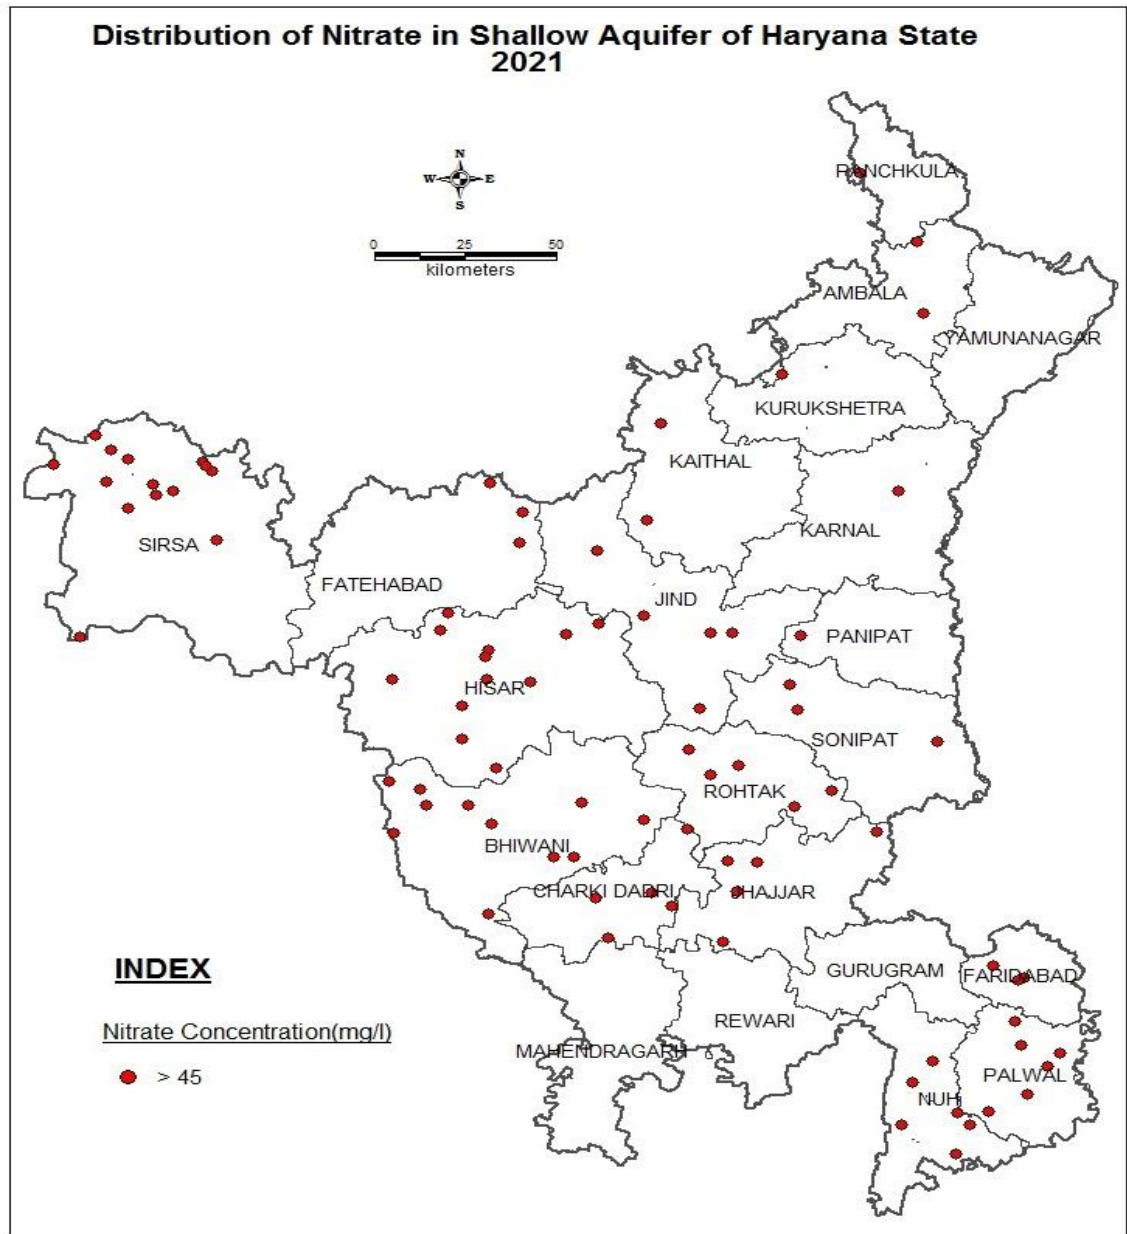 Distribution of Nitrate in Shallow Aquifer of Haryana State
2021
N
W E
S
0 25 50
kilometers
PANCHKULA
AMBALA
YAMUNANAGAR
KURUKSHETRA
KAITHAL
KARNAL
SIRSA
FATEHABAD
JIND
PANIPAT
HISAR
SONIPAT
ROHTAK
BHIWANI
CHARKI DADRI
JHAJJAR
GURUGRAM
FARIDABAD
REWARI
MAHENDRAGARH
PALWAL
NUH
INDEX
Nitrate Concentration(mg/l)
> 45